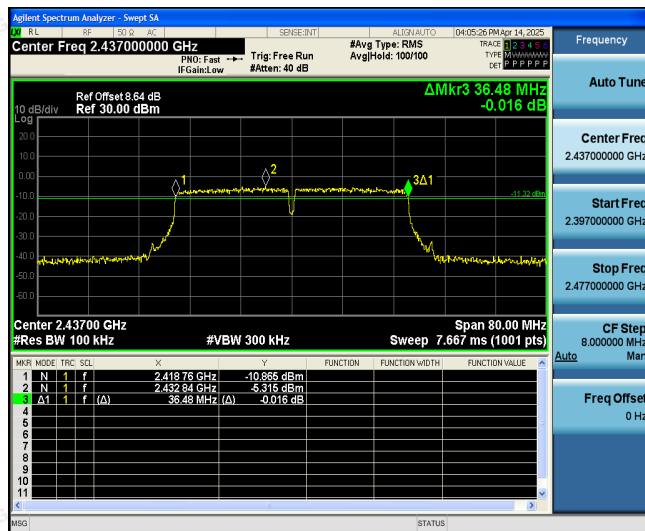 Agilent Spectrum Analyzer - Swept SA
LXI RL RF 50 Ω AC SENSE:INT ALIGN AUTO 04:05:26 PM Apr 14, 2025
Center Freq 2.437000000 GHz
PNO: Fast
IFGain:Low
Trig: Free Run
#Atten: 40 dB
#Avg Type: RMS
Avg|Hold: 100/100
TRACE 1 2 3 4 5 6
TYPE M
DET P P P P P P
Ref Offset 8.64 dB
10 dB/div Ref 30.00 dBm
Log
ΔMkr3 36.48 MHz
-0.016 dB
20.0
10.0
0.00
-10.0
-20.0
-30.0
-40.0
-50.0
-60.0
1
2
3Δ1
-11.32 dBm
Center 2.43700 GHz Span 80.00 MHz
#Res BW 100 kHz #VBW 300 kHz Sweep 7.667 ms (1001 pts)
MKR MODE TRC SCL X Y FUNCTION FUNCTION WIDTH FUNCTION VALUE
1 N 1 f 2.418 76 GHz -10.865 dBm
2 N 1 f 2.432 84 GHz -5.315 dBm
3 Δ1 1 f (Δ) 36.48 MHz (Δ) -0.016 dB
4
5
6
7
8
9
10
11
MSG STATUS
Frequency
Auto Tune
Center Freq
2.437000000 GHz
Start Freq
2.397000000 GHz
Stop Freq
2.477000000 GHz
CF Step
8.000000 MHz
Auto Man
Freq Offset
0 Hz